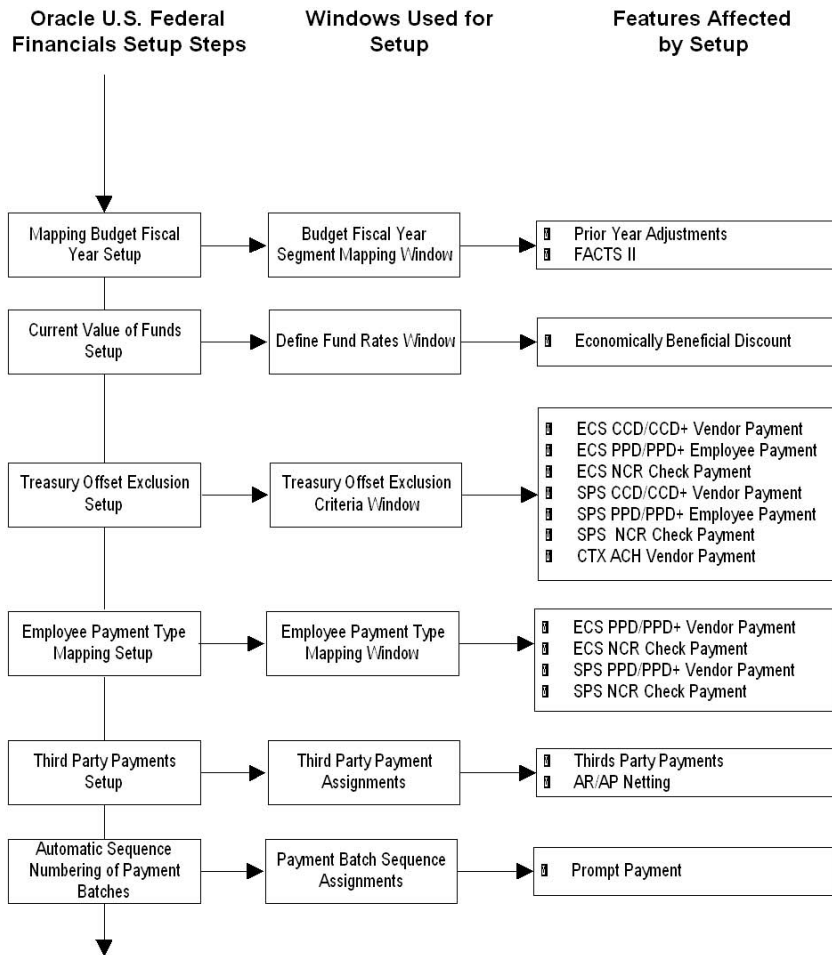 Oracle U.S. Federal
Financials Setup Steps
Windows Used for
Setup
Features Affected
by Setup
Mapping Budget Fiscal
Year Setup
Budget Fiscal Year
Segment Mapping Window
Prior Year Adjustments
FACTS II
Current Value of Funds
Setup
Define Fund Rates Window
Economically Beneficial Discount
Treasury Offset Exclusion
Setup
Treasury Offset Exclusion
Criteria Window
ECS CCD/CCD+ Vendor Payment
ECS PPD/PPD+ Employee Payment
ECS NCR Check Payment
SPS CCD/CCD+ Vendor Payment
SPS PPD/PPD+ Employee Payment
SPS NCR Check Payment
CTX ACH Vendor Payment
Employee Payment Type
Mapping Setup
Employee Payment Type
Mapping Window
ECS PPD/PPD+ Vendor Payment
ECS NCR Check Payment
SPS PPD/PPD+ Vendor Payment
SPS NCR Check Payment
Third Party Payments
Setup
Third Party Payment
Assignments
Thirds Party Payments
AR/AP Netting
Automatic Sequence
Numbering of Payment
Batches
Payment Batch Sequence
Assignments
Prompt Payment